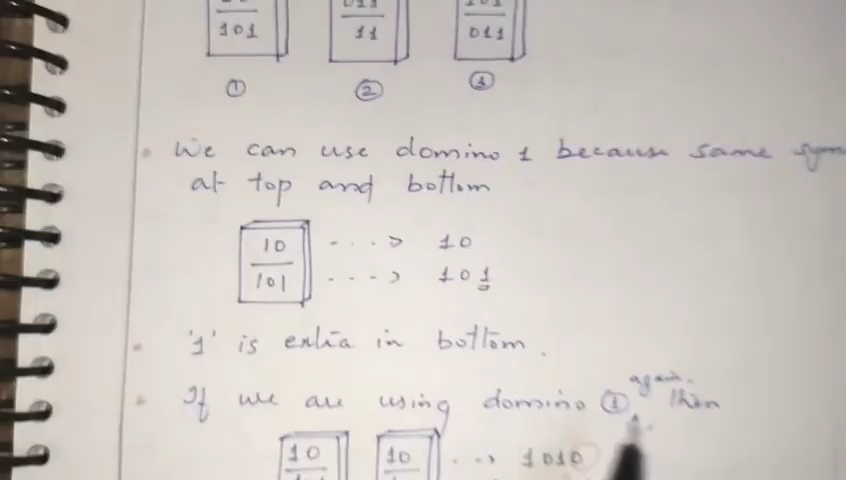 101 11 011
① ② ③
• We can use domino 1 because same
at top and bottom
10 ---> 10
101 ---> 101
• '1' is extra in bottom.
again.
• If we are using domino ① then
10 10 --> 1010